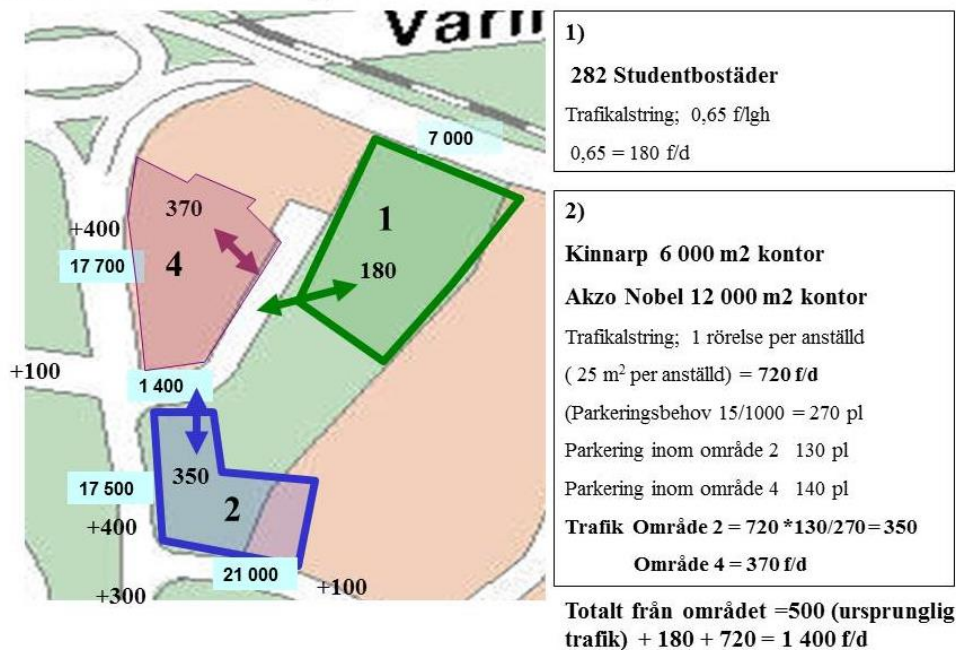 Värm
7 000
1
370
+400
17 700
4
180
+100
1 400
350
17 500
2
+400
21 000
+100
+300
1)
282 Studentbostäder
Trafikalstring; 0,65 f/lgh
0,65 = 180 f/d
2)
Kinnarp 6 000 m2 kontor
Akzo Nobel 12 000 m2 kontor
Trafikalstring; 1 rörelse per anställd
( 25 m² per anställd) = 720 f/d
(Parkeringsbehov 15/1000 = 270 pl
Parkering inom område 2 130 pl
Parkering inom område 4 140 pl
Trafik Område 2 = 720 *130/270= 350
Område 4 = 370 f/d
Totalt från området =500 (ursprunglig
trafik) + 180 + 720 = 1 400 f/d